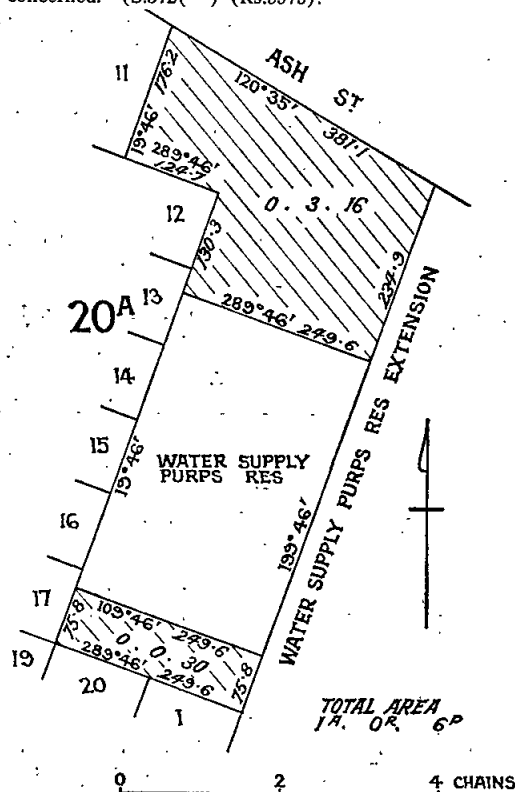 concerned.
ASH ST
120°35' 381·1
11
176·2
19°46'
289°46'
124·7
0 . 3 . 16
12
130·3
234·9
20A
13
289°46' 249·6
14
15
19°46'
WATER SUPPLY
PURPS RES
WATER SUPPLY PURPS RES EXTENSION
199°46'
16
17
75·8
109°46' 249·6
0 . 0 . 30
289°46' 249·6
75·8
19
20
1
TOTAL AREA
1A. 0R. 6P
0 2 4 CHAINS